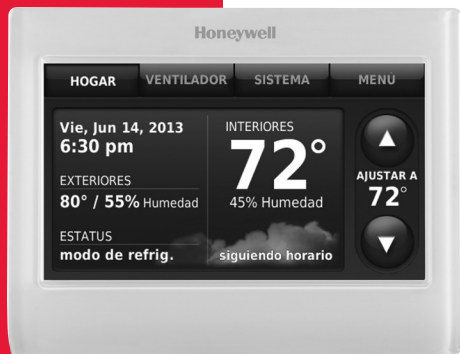 Honeywell
HOGAR VENTILADOR SISTEMA MENÚ
Vie, Jun 14, 2013
6:30 pm
EXTERIORES
80° / 55% Humedad
ESTATUS
modo de refrig.
INTERIORES
72°
45% Humedad
siguiendo horario
AJUSTAR A
72°